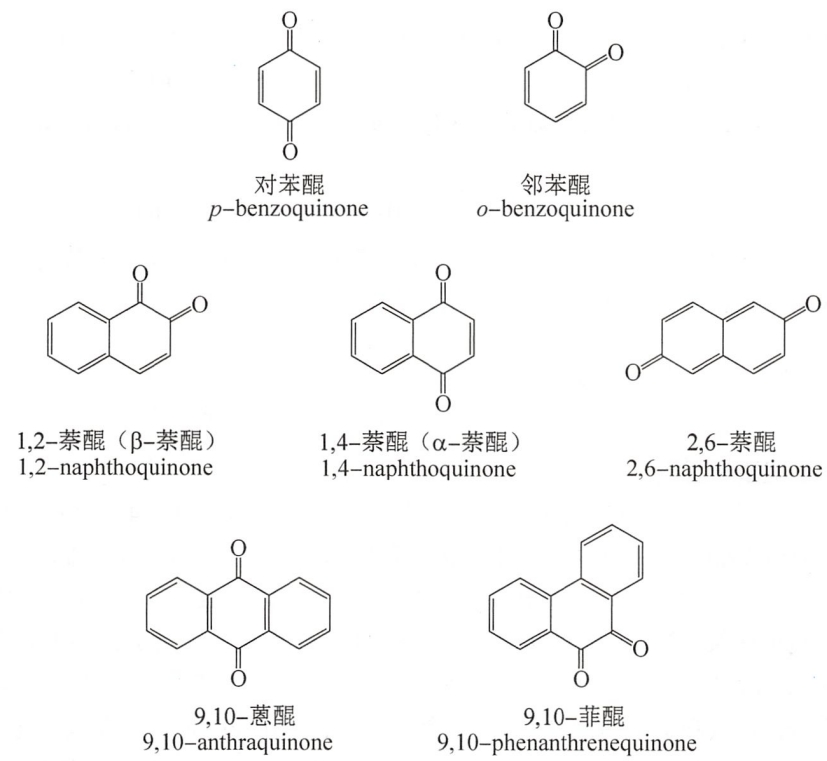 O
O
O
O
对苯醌
邻苯醌
p-benzoquinone
o-benzoquinone
O
O
O
O
O
O
1,2-萘醌(β-萘醌)
1,4-萘醌(α-萘醌)
2,6-萘醌
1,2-naphthoquinone
1,4-naphthoquinone
2,6-naphthoquinone
O
O
O
O
9,10-蒽醌
9,10-菲醌
9,10-anthraquinone
9,10-phenanthrenequinone